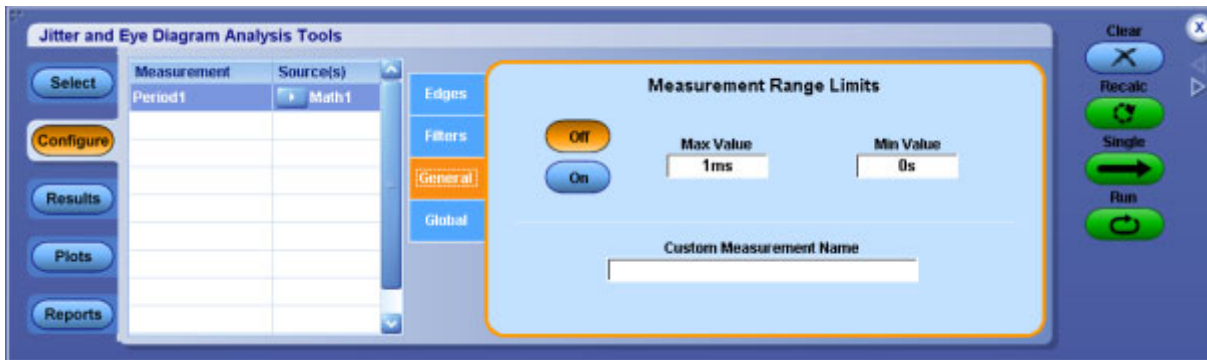 Jitter and Eye Diagram Analysis Tools
Select
Configure
Results
Plots
Reports
Measurement Source(s)
Period1 Math1
Edges
Filters
General
Global
Measurement Range Limits
Off
On
Max Value
1ms
Min Value
0s
Custom Measurement Name
Clear
X
Recalc
Single
Run